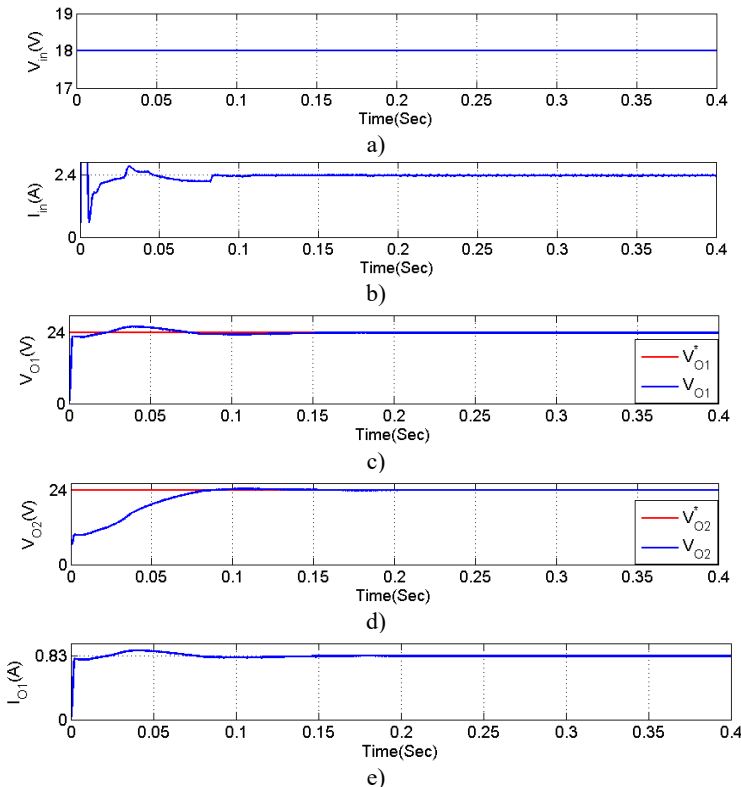 19
V_in(V)
18
17
0 0.05 0.1 0.15 0.2 0.25 0.3 0.35 0.4
Time(Sec)
a)
2.4
I_in(A)
0
0 0.05 0.1 0.15 0.2 0.25 0.3 0.35 0.4
Time(Sec)
b)
24
V_O1(V)
0
V*_O1
V_O1
0 0.05 0.1 0.15 0.2 0.25 0.3 0.35 0.4
Time(Sec)
c)
24
V_O2(V)
0
V*_O2
V_O2
0 0.05 0.1 0.15 0.2 0.25 0.3 0.35 0.4
Time(Sec)
d)
0.83
I_O1(A)
0
0 0.05 0.1 0.15 0.2 0.25 0.3 0.35 0.4
Time(Sec)
e)